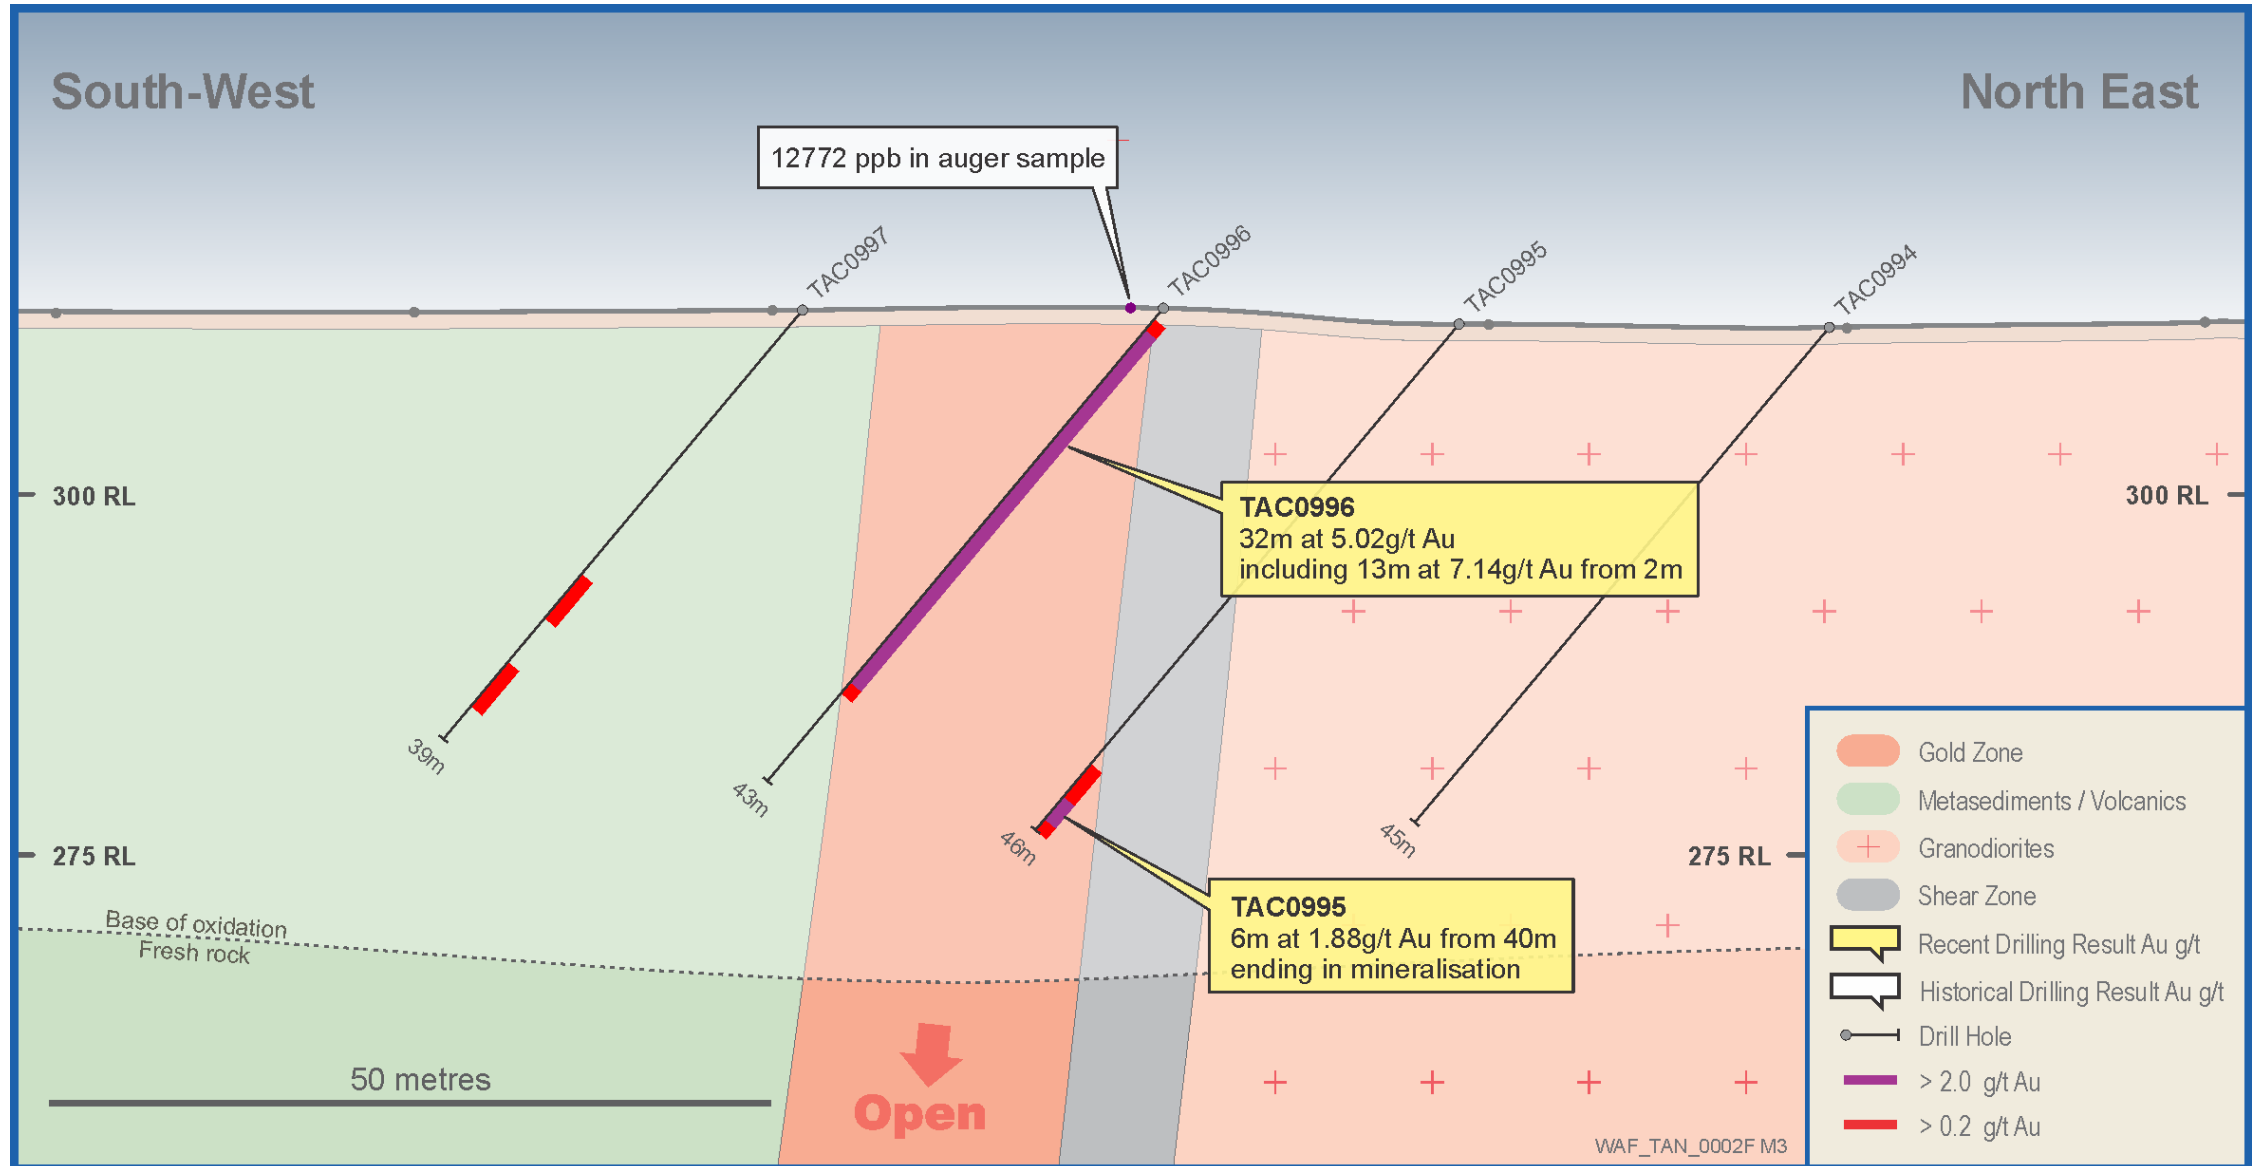 South-West
North East
12772 ppb in auger sample
TAC0997
TAC0996
TAC0995
TAC0994
300 RL
300 RL
TAC0996
32m at 5.02g/t Au
including 13m at 7.14g/t Au from 2m
39m
43m
46m
45m
275 RL
275 RL
TAC0995
6m at 1.88g/t Au from 40m
ending in mineralisation
Base of oxidation
Fresh rock
50 metres
Open
Gold Zone
Metasediments / Volcanics
Granodiorites
Shear Zone
Recent Drilling Result Au g/t
Historical Drilling Result Au g/t
Drill Hole
> 2.0 g/t Au
> 0.2 g/t Au
WAF_TAN_0002F M3